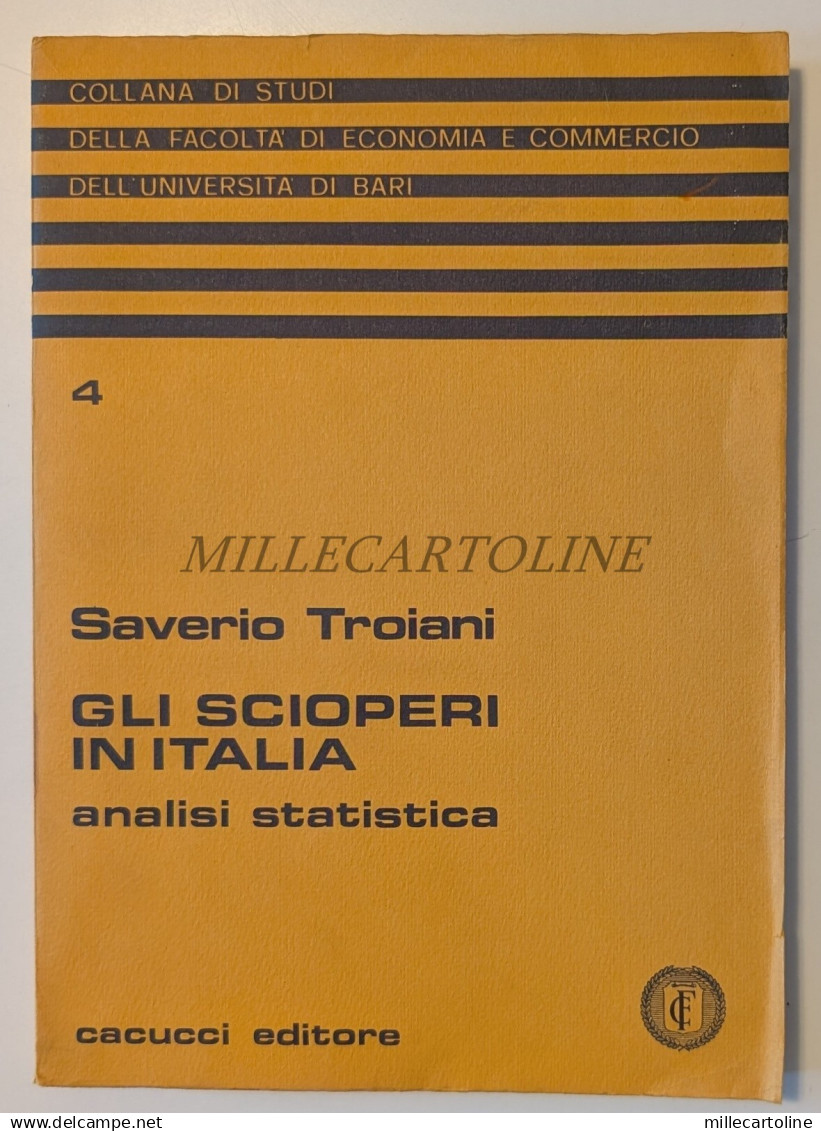 COLLANA DI STUDI
DELLA FACOLTA' DI ECONOMIA E COMMERCIO
DELL'UNIVERSITA DI BARI
4
MILLECARTOLINE
Saverio Troiani
GLI SCIOPERI
IN ITALIA
analisi statistica
cacucci editore
FC
www.delcampe.net
millecartoline